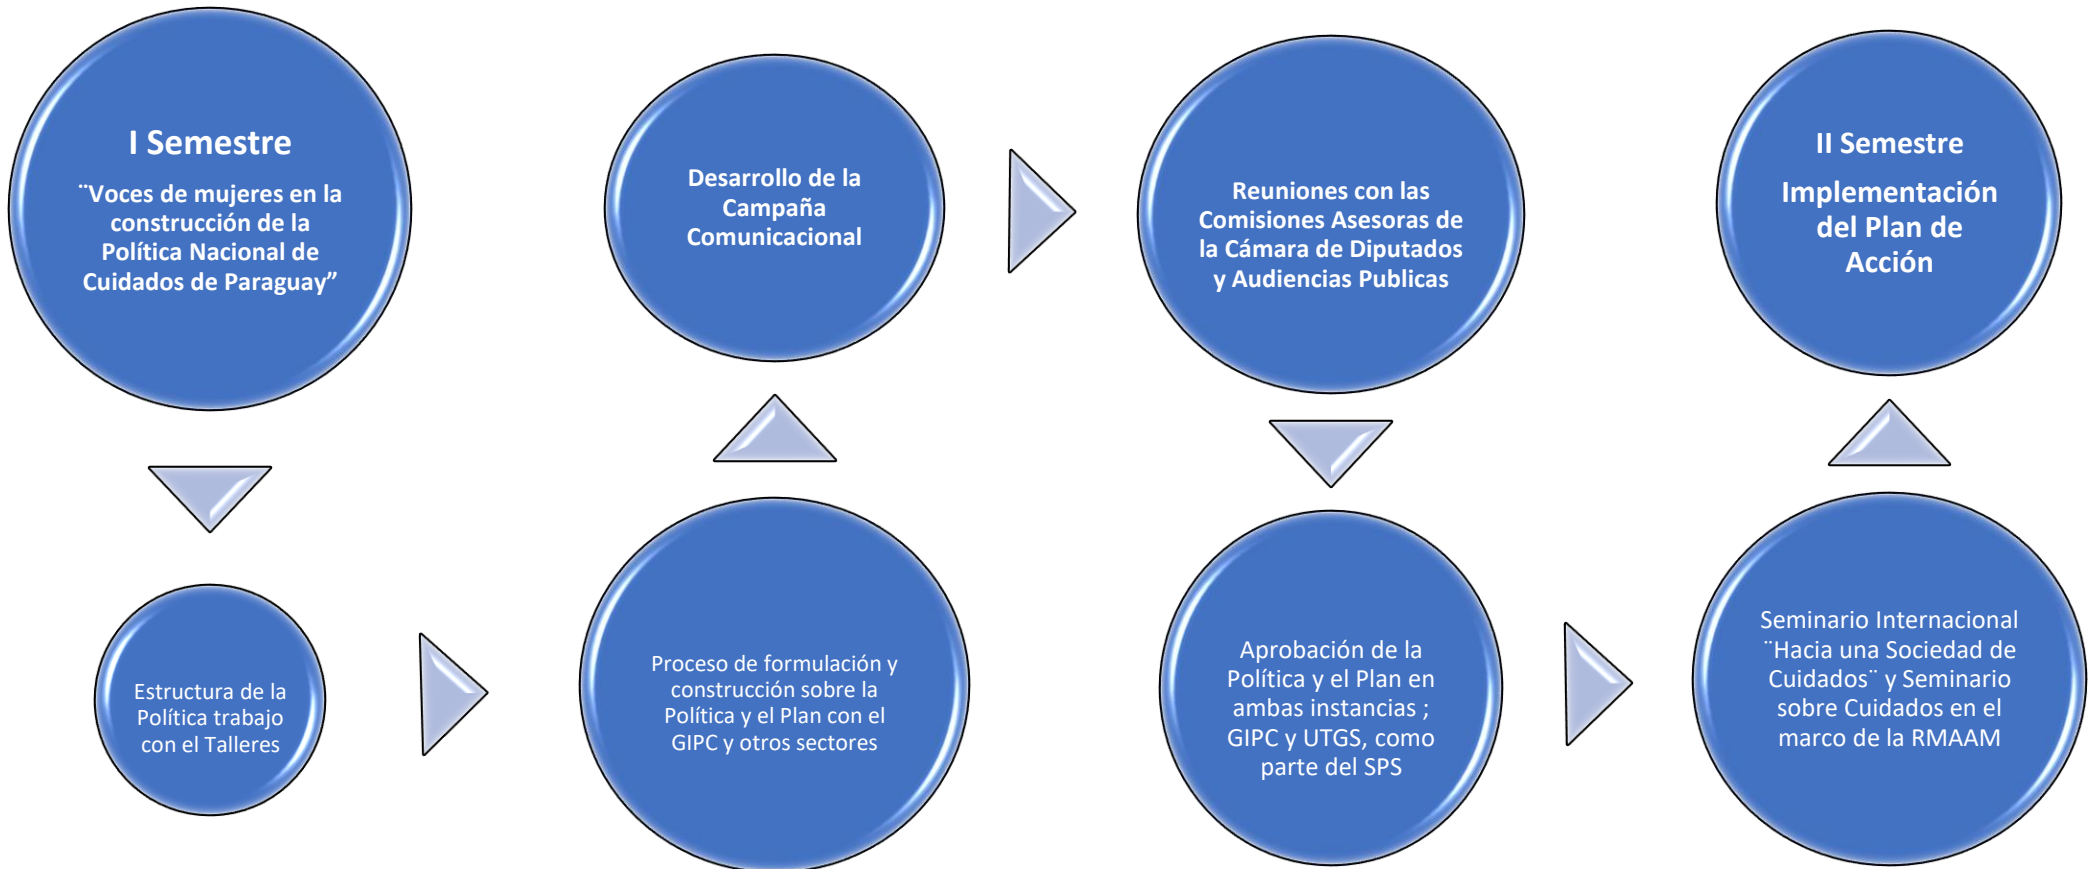 I Semestre
¨Voces de mujeres en la
construcción de la
Política Nacional de
Cuidados de Paraguay”
Estructura de la
Política trabajo
con el Talleres
Proceso de formulación y
construcción sobre la
Política y el Plan con el
GIPC y otros sectores
Desarrollo de la
Campaña
Comunicacional
Reuniones con las
Comisiones Asesoras de
la Cámara de Diputados
y Audiencias Publicas
Aprobación de la
Política y el Plan en
ambas instancias ;
GIPC y UTGS, como
parte del SPS
Seminario Internacional
¨Hacia una Sociedad de
Cuidados¨ y Seminario
sobre Cuidados en el
marco de la RMAAM
II Semestre
Implementación
del Plan de
Acción